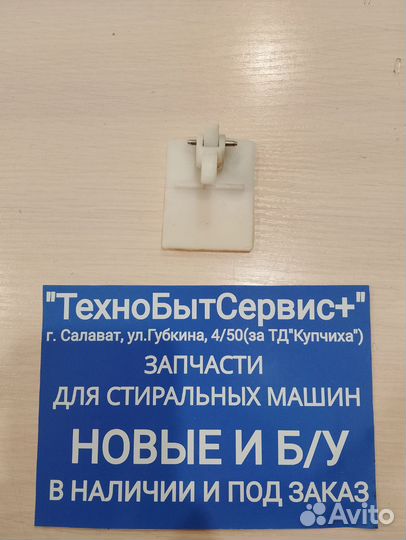 "ТехноБытСервис+"
г. Салават, ул.Губкина, 4/50(за ТД"Купчиха")
ЗАПЧАСТИ
ДЛЯ СТИРАЛЬНЫХ МАШИН
НОВЫЕ И Б/У
В НАЛИЧИИ И ПОД ЗАКАЗ
Avito